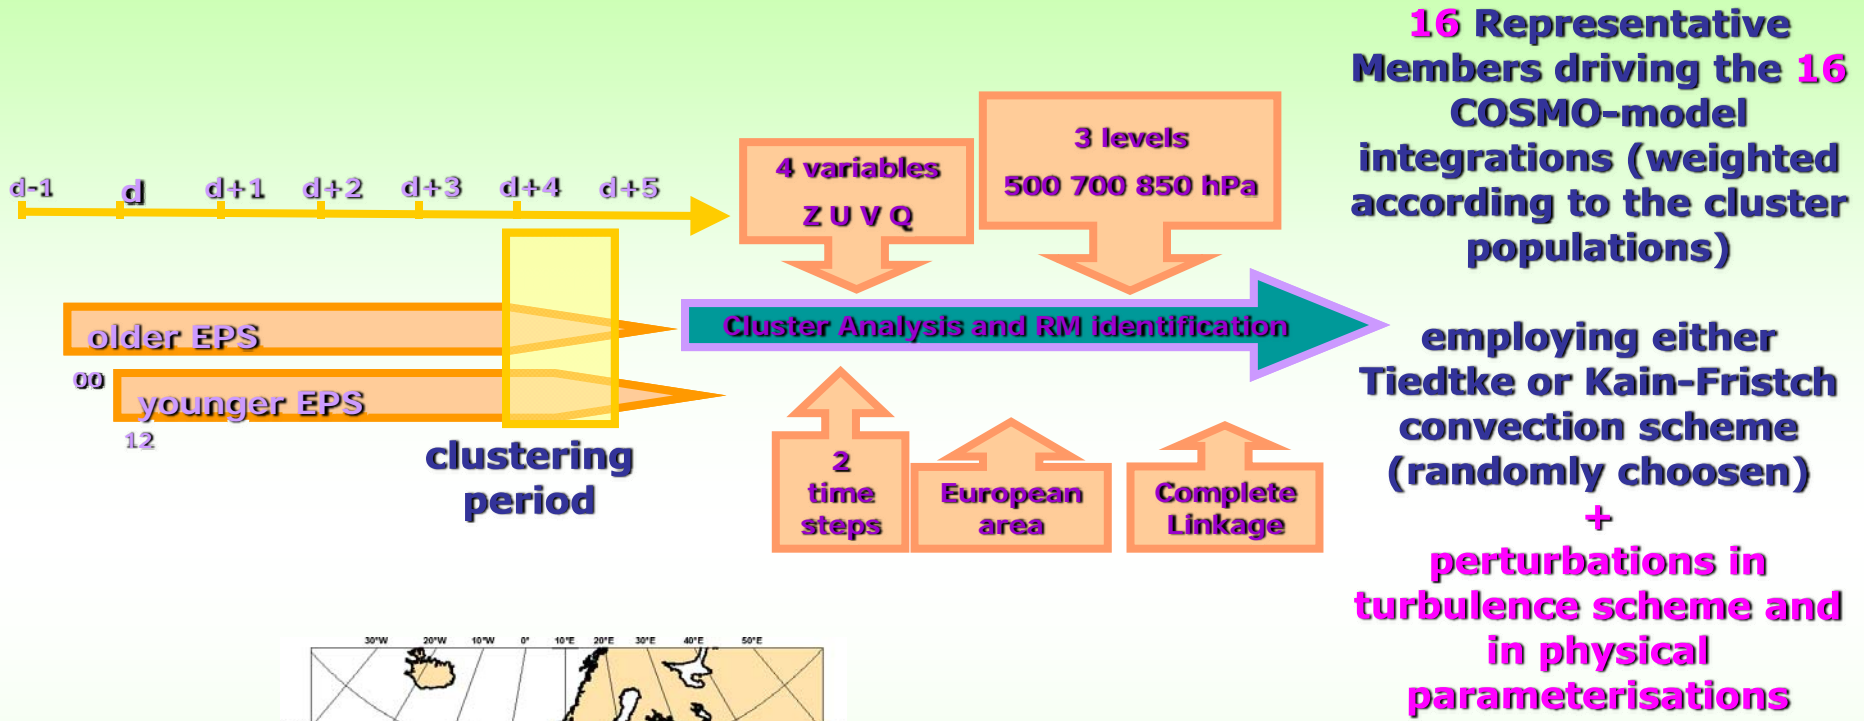 d-1 d d+1 d+2 d+3 d+4 d+5
older EPS
00
younger EPS
12
clustering
period
4 variables
Z U V Q
3 levels
500 700 850 hPa
Cluster Analysis and RM identification
2
time
steps
European
area
Complete
Linkage
16 Representative
Members driving the 16
COSMO-model
integrations (weighted
according to the cluster
populations)
employing either
Tiedtke or Kain-Fristch
convection scheme
(randomly choosen)
+
perturbations in
turbulence scheme and
in physical
parameterisations
30°W 20°W 10°W 0° 10°E 20°E 30°E 40°E 50°E